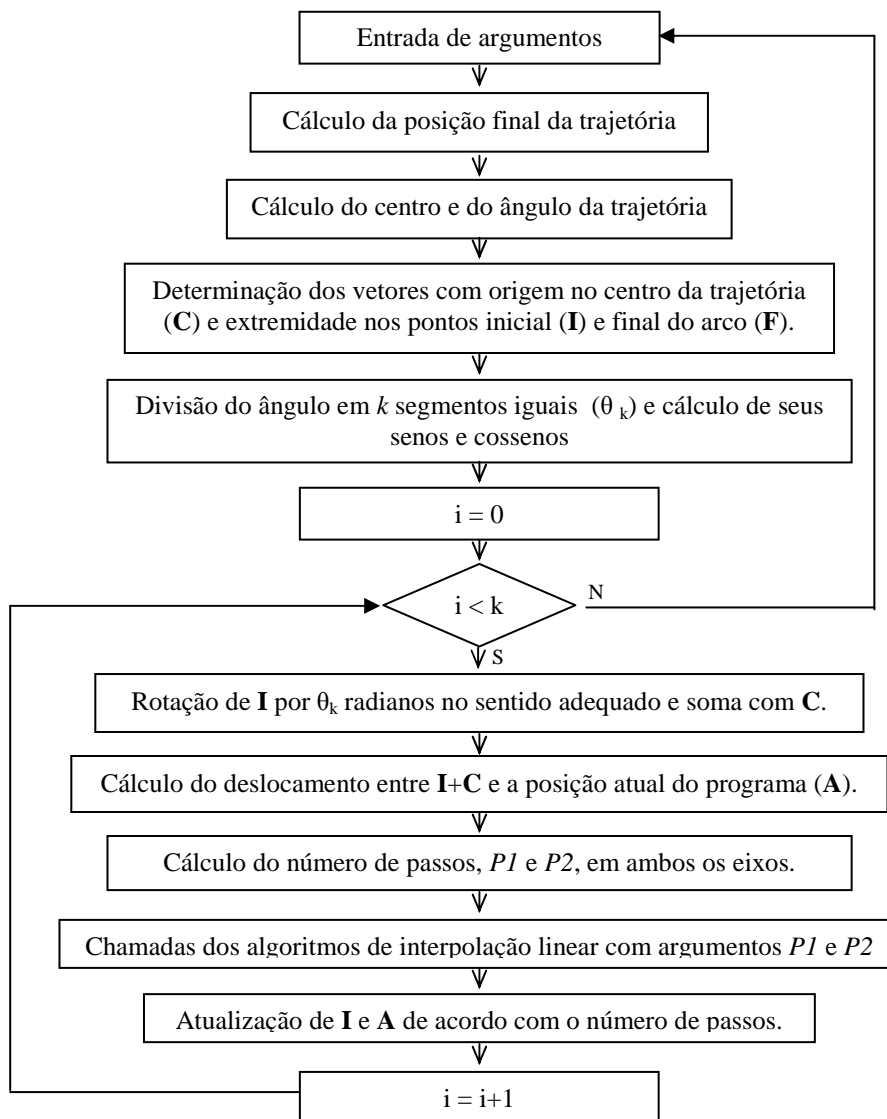 Entrada de argumentos
Cálculo da posição final da trajetória
Cálculo do centro e do ângulo da trajetória
Determinação dos vetores com origem no centro da trajetória
(C) e extremidade nos pontos inicial (I) e final do arco (F).
Divisão do ângulo em k segmentos iguais (θ k) e cálculo de seus
senos e cossenos
i = 0
i < k
N
S
Rotação de I por θk radianos no sentido adequado e soma com C.
Cálculo do deslocamento entre I+C e a posição atual do programa (A).
Cálculo do número de passos, P1 e P2, em ambos os eixos.
Chamadas dos algoritmos de interpolação linear com argumentos P1 e P2
Atualização de I e A de acordo com o número de passos.
i = i+1